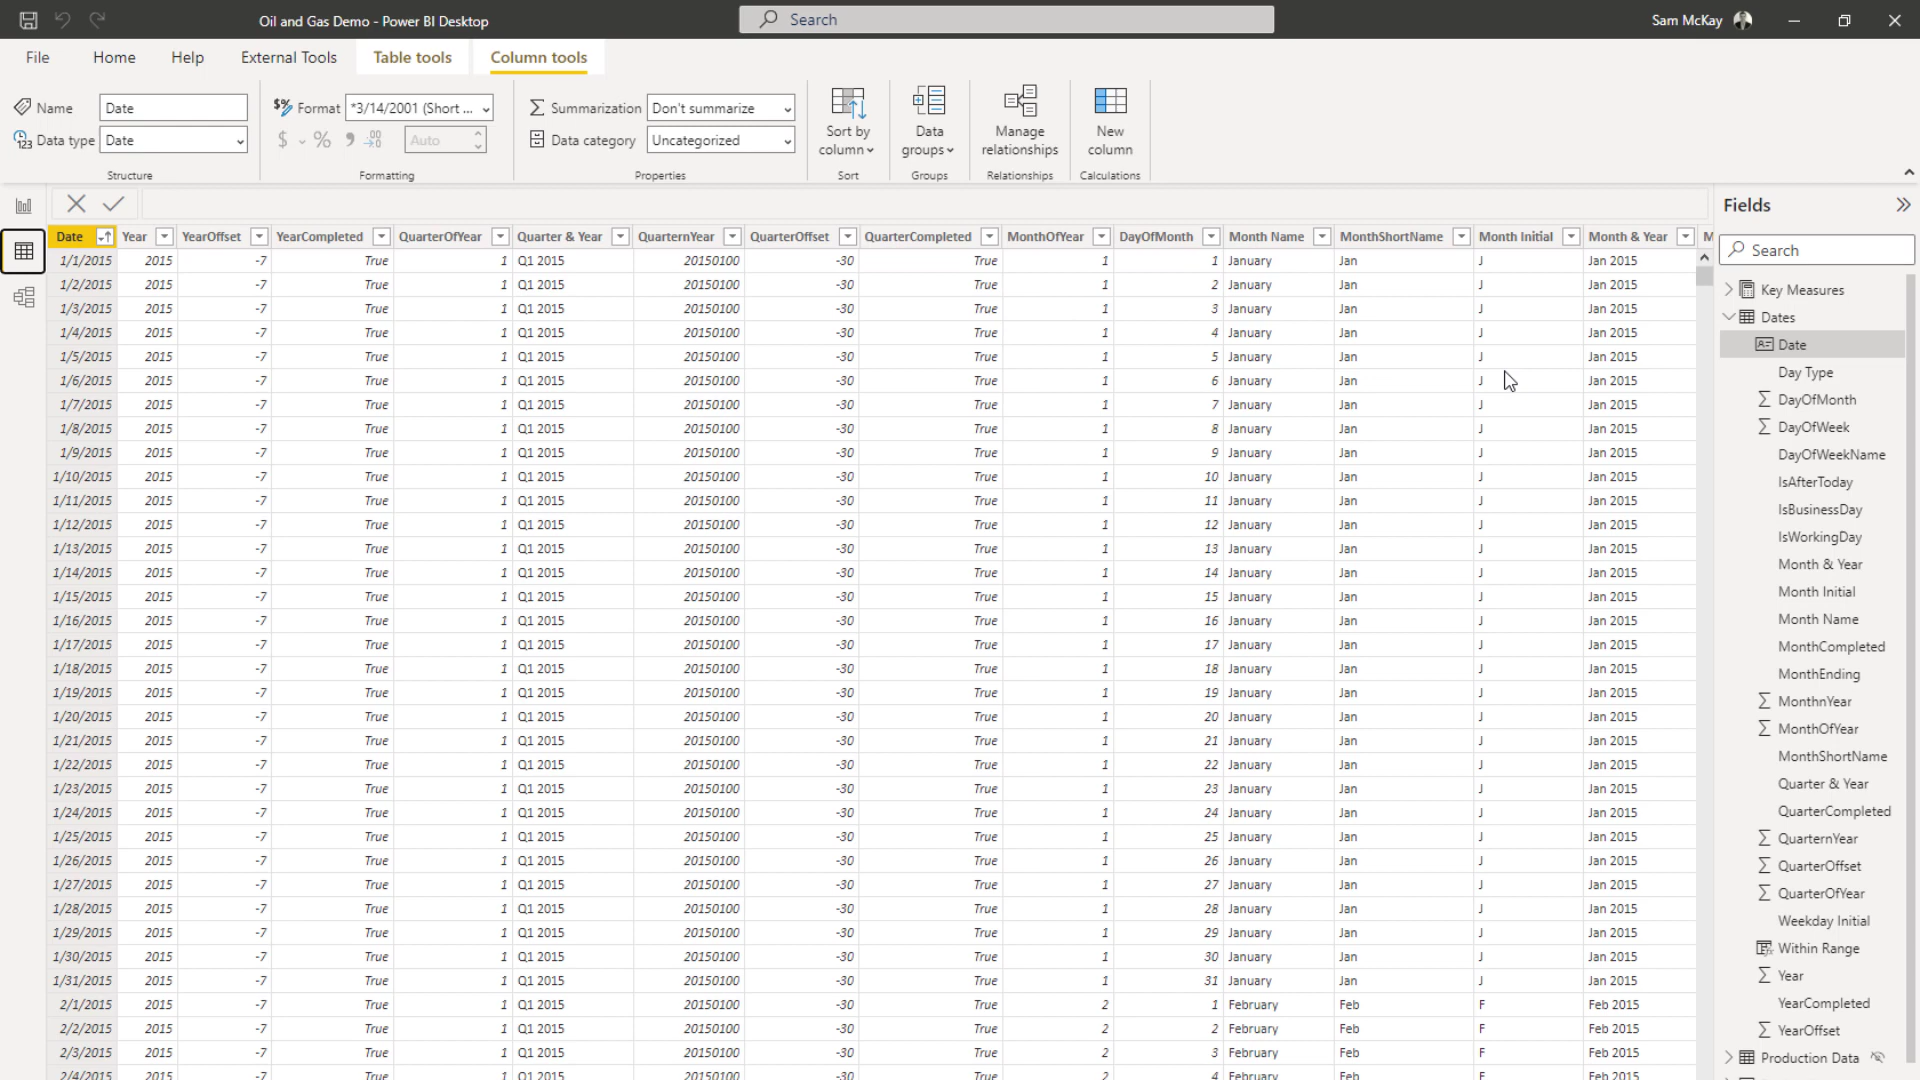 Oil and Gas Demo - Power BI Desktop
Search
Sam McKay
File Home Help External Tools Table tools Column tools
Name Date
Data type Date
Structure
Format *3/14/2001 (Short ...
$ % 9 .00 Auto
Formatting
Summarization Don't summarize
Data category Uncategorized
Properties
Sort by column
Sort
Data groups
Groups
Manage relationships
Relationships
New column
Calculations
Date Year YearOffset YearCompleted QuarterOfYear Quarter & Year QuarternYear QuarterOffset QuarterCompleted MonthOfYear DayOfMonth Month Name MonthShortName Month Initial Month & Year M
1/1/2015 2015 -7 True 1 Q1 2015 20150100 -30 True 1 1 January Jan J Jan 2015
1/2/2015 2015 -7 True 1 Q1 2015 20150100 -30 True 1 2 January Jan J Jan 2015
1/3/2015 2015 -7 True 1 Q1 2015 20150100 -30 True 1 3 January Jan J Jan 2015
1/4/2015 2015 -7 True 1 Q1 2015 20150100 -30 True 1 4 January Jan J Jan 2015
1/5/2015 2015 -7 True 1 Q1 2015 20150100 -30 True 1 5 January Jan J Jan 2015
1/6/2015 2015 -7 True 1 Q1 2015 20150100 -30 True 1 6 January Jan J Jan 2015
1/7/2015 2015 -7 True 1 Q1 2015 20150100 -30 True 1 7 January Jan J Jan 2015
1/8/2015 2015 -7 True 1 Q1 2015 20150100 -30 True 1 8 January Jan J Jan 2015
1/9/2015 2015 -7 True 1 Q1 2015 20150100 -30 True 1 9 January Jan J Jan 2015
1/10/2015 2015 -7 True 1 Q1 2015 20150100 -30 True 1 10 January Jan J Jan 2015
1/11/2015 2015 -7 True 1 Q1 2015 20150100 -30 True 1 11 January Jan J Jan 2015
1/12/2015 2015 -7 True 1 Q1 2015 20150100 -30 True 1 12 January Jan J Jan 2015
1/13/2015 2015 -7 True 1 Q1 2015 20150100 -30 True 1 13 January Jan J Jan 2015
1/14/2015 2015 -7 True 1 Q1 2015 20150100 -30 True 1 14 January Jan J Jan 2015
1/15/2015 2015 -7 True 1 Q1 2015 20150100 -30 True 1 15 January Jan J Jan 2015
1/16/2015 2015 -7 True 1 Q1 2015 20150100 -30 True 1 16 January Jan J Jan 2015
1/17/2015 2015 -7 True 1 Q1 2015 20150100 -30 True 1 17 January Jan J Jan 2015
1/18/2015 2015 -7 True 1 Q1 2015 20150100 -30 True 1 18 January Jan J Jan 2015
1/19/2015 2015 -7 True 1 Q1 2015 20150100 -30 True 1 19 January Jan J Jan 2015
1/20/2015 2015 -7 True 1 Q1 2015 20150100 -30 True 1 20 January Jan J Jan 2015
1/21/2015 2015 -7 True 1 Q1 2015 20150100 -30 True 1 21 January Jan J Jan 2015
1/22/2015 2015 -7 True 1 Q1 2015 20150100 -30 True 1 22 January Jan J Jan 2015
1/23/2015 2015 -7 True 1 Q1 2015 20150100 -30 True 1 23 January Jan J Jan 2015
1/24/2015 2015 -7 True 1 Q1 2015 20150100 -30 True 1 24 January Jan J Jan 2015
1/25/2015 2015 -7 True 1 Q1 2015 20150100 -30 True 1 25 January Jan J Jan 2015
1/26/2015 2015 -7 True 1 Q1 2015 20150100 -30 True 1 26 January Jan J Jan 2015
1/27/2015 2015 -7 True 1 Q1 2015 20150100 -30 True 1 27 January Jan J Jan 2015
1/28/2015 2015 -7 True 1 Q1 2015 20150100 -30 True 1 28 January Jan J Jan 2015
1/29/2015 2015 -7 True 1 Q1 2015 20150100 -30 True 1 29 January Jan J Jan 2015
1/30/2015 2015 -7 True 1 Q1 2015 20150100 -30 True 1 30 January Jan J Jan 2015
1/31/2015 2015 -7 True 1 Q1 2015 20150100 -30 True 1 31 January Jan J Jan 2015
2/1/2015 2015 -7 True 1 Q1 2015 20150100 -30 True 2 1 February Feb F Feb 2015
2/2/2015 2015 -7 True 1 Q1 2015 20150100 -30 True 2 2 February Feb F Feb 2015
2/3/2015 2015 -7 True 1 Q1 2015 20150100 -30 True 2 3 February Feb F Feb 2015
2/4/2015 2015 -7 True 1 Q1 2015 20150100 -30 True 2 4 February Feb F Feb 2015
Fields
Search
Key Measures
Dates
Date
Day Type
DayOfMonth
DayOfWeek
DayOfWeekName
IsAfterToday
IsBusinessDay
IsWorkingDay
Month & Year
Month Initial
Month Name
MonthCompleted
MonthEnding
MonthnYear
MonthOfYear
MonthShortName
Quarter & Year
QuarterCompleted
QuarternYear
QuarterOffset
QuarterOfYear
Weekday Initial
Within Range
Year
YearCompleted
YearOffset
Production Data